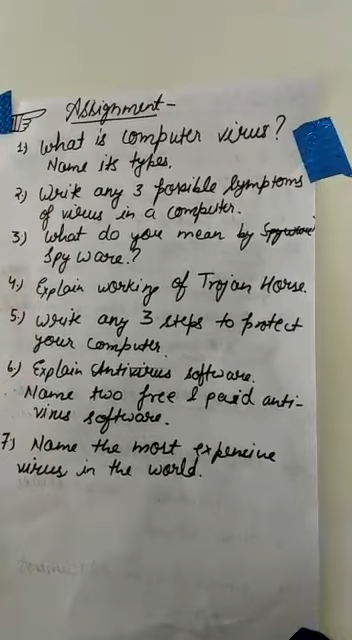 Assignment-
1) What is computer virus?
Name its types.
2) Write any 3 possible Symptoms
of virus in a computer.
3) What do you mean by Spyware
Spy ware.?
4) Explain working of Trojan Horse.
5) Write any 3 steps to protect
your computer.
6) Explain Antivirus software.
Name two free & paid anti-
virus software.
7) Name the most expencive
virus in the world.